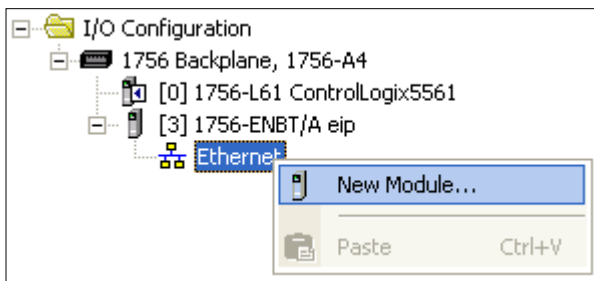 I/O Configuration
1756 Backplane, 1756-A4
[0] 1756-L61 ControlLogix5561
[3] 1756-ENBT/A eip
Ethernet
New Module...
Paste Ctrl+V